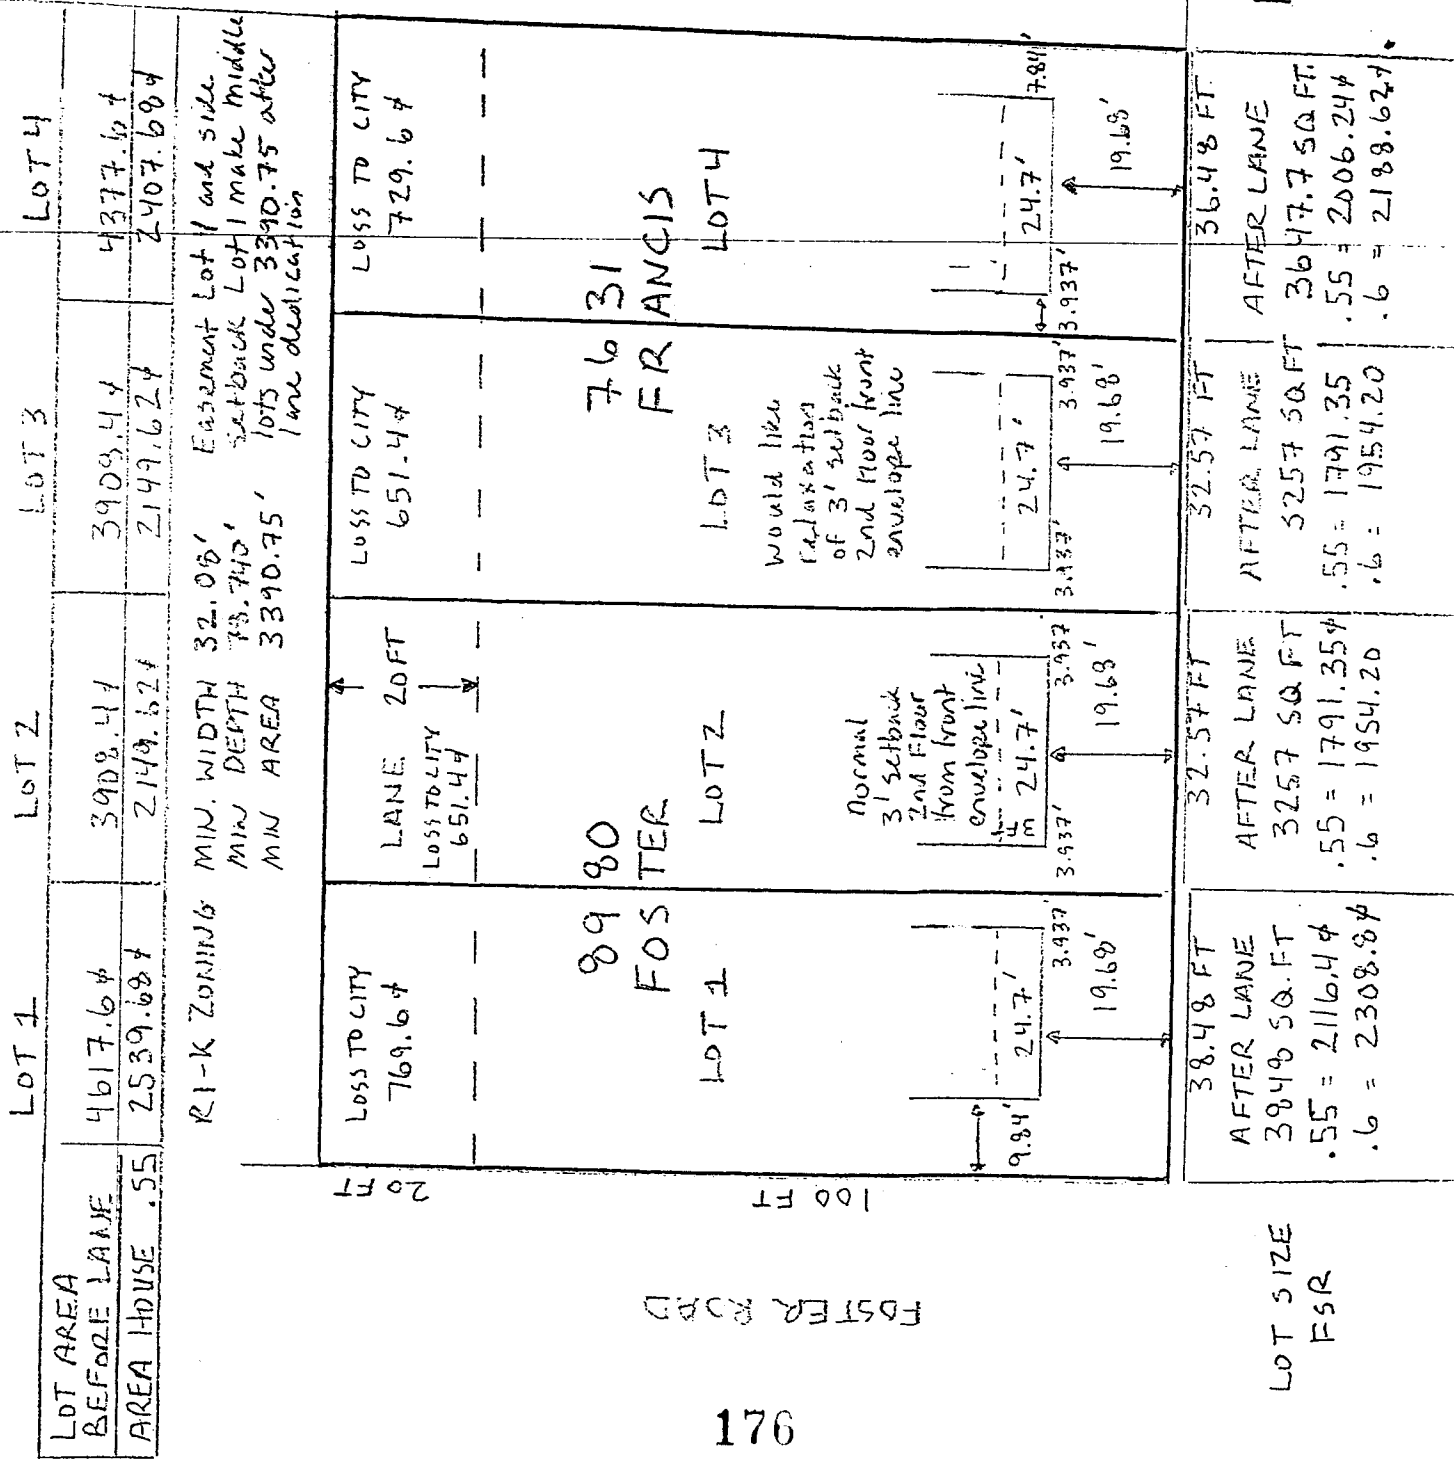 LOT 1 LOT 2 LOT 3 LOT 4
LOT AREA
BEFORE LANE 4617.6⌀ 3908.4⌀ 3908.4⌀ 4377.6⌀
AREA HOUSE .55 2539.68⌀ 2149.62⌀ 2149.62⌀ 2407.68⌀
R1-K ZONING MIN. WIDTH 32.08'
MIN DEPTH 78.740'
MIN AREA 3390.75'
Easement Lot 4 and side
setback Lot 1 make middle
lots under 3390.75 after
lane dedication
20 FT
LOSS TO CITY
769.6⌀
LANE 20FT
LOSS TO CITY
651.4⌀
LOSS TO CITY
651.4⌀
LOSS TO CITY
729.6⌀
100 FT
8980
FOSTER
7631
FRANCIS
LOT 1
LOT 2
LOT 3
LOT 4
Normal
3' setback
2nd Floor
from front
envelope line
Would like
relaxation
of 3' setback
2nd Floor front
envelope line
9.84' 24.7' 3.937'
19.68'
3.937' 24.7' 3.937
19.68'
3.937' 24.7' 3.937'
19.68'
3.937' 24.7' 7.84'
19.68'
FOSTER ROAD
LOT SIZE
FSR
38.48 FT
AFTER LANE
3848 SQ.FT
.55 = 2116.4⌀
.6 = 2308.8⌀
32.57 FT
AFTER LANE
3257 SQ FT
.55 = 1791.35⌀
.6 = 1954.20
32.57 FT
AFTER LANE
3257 SQ FT
.55 = 1791.35
.6 = 1954.20
36.48 FT.
AFTER LANE
3647.7 SQ FT.
.55 = 2006.24⌀
.6 = 2188.62⌀.
176